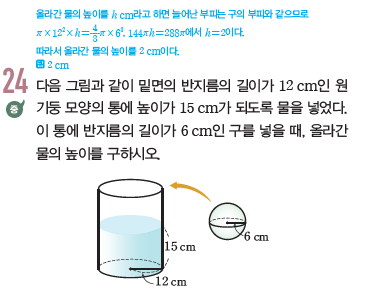 올라간 물의 높이를 h cm라고 하면 늘어난 부피는 구의 부피와 같으므로
π×12²×h=4/3π×6³, 144πh=288π에서 h=2이다.
따라서 올라간 물의 높이를 2 cm이다.
답 2 cm
24 다음 그림과 같이 밑면의 반지름의 길이가 12 cm인 원
중 기둥 모양의 통에 높이가 15 cm가 되도록 물을 넣었다.
이 통에 반지름의 길이가 6 cm인 구를 넣을 때, 올라간
물의 높이를 구하시오.
6 cm
15 cm
12 cm